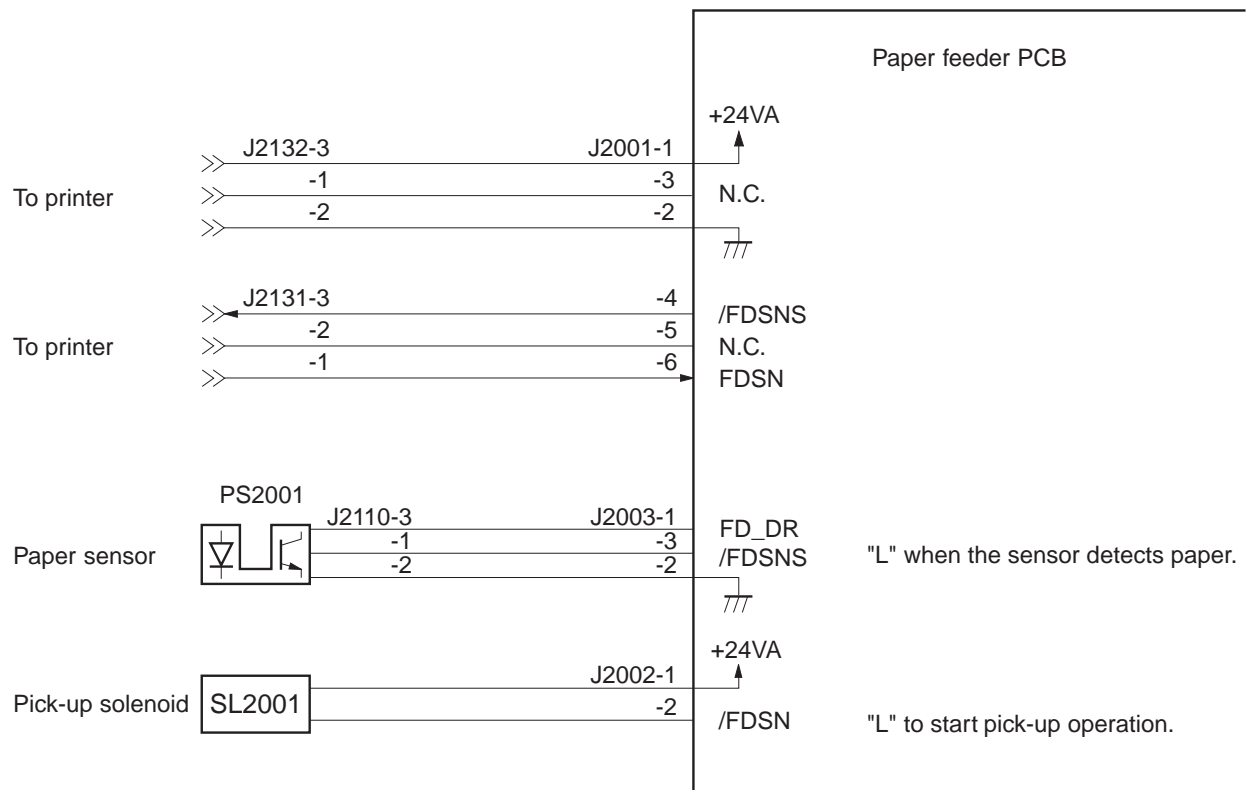 Paper feeder PCB
+24VA
J2132-3 J2001-1
-1 -3 N.C.
To printer
-2 -2
J2131-3 -4 /FDSNS
-2 -5 N.C.
To printer
-1 -6 FDSN
PS2001
J2110-3 J2003-1 FD_DR
-1 -3
Paper sensor /FDSNS "L" when the sensor detects paper.
-2 -2
+24VA
J2002-1
Pick-up solenoid SL2001
-2 /FDSN "L" to start pick-up operation.